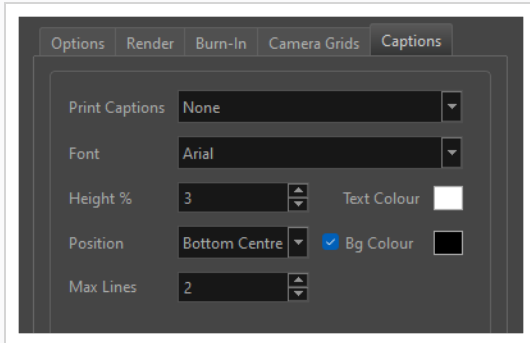 Options Render Burn-In Camera Grids Captions
Print Captions None
Font Arial
Height % 3 Text Colour
Position Bottom Centre Bg Colour
Max Lines 2